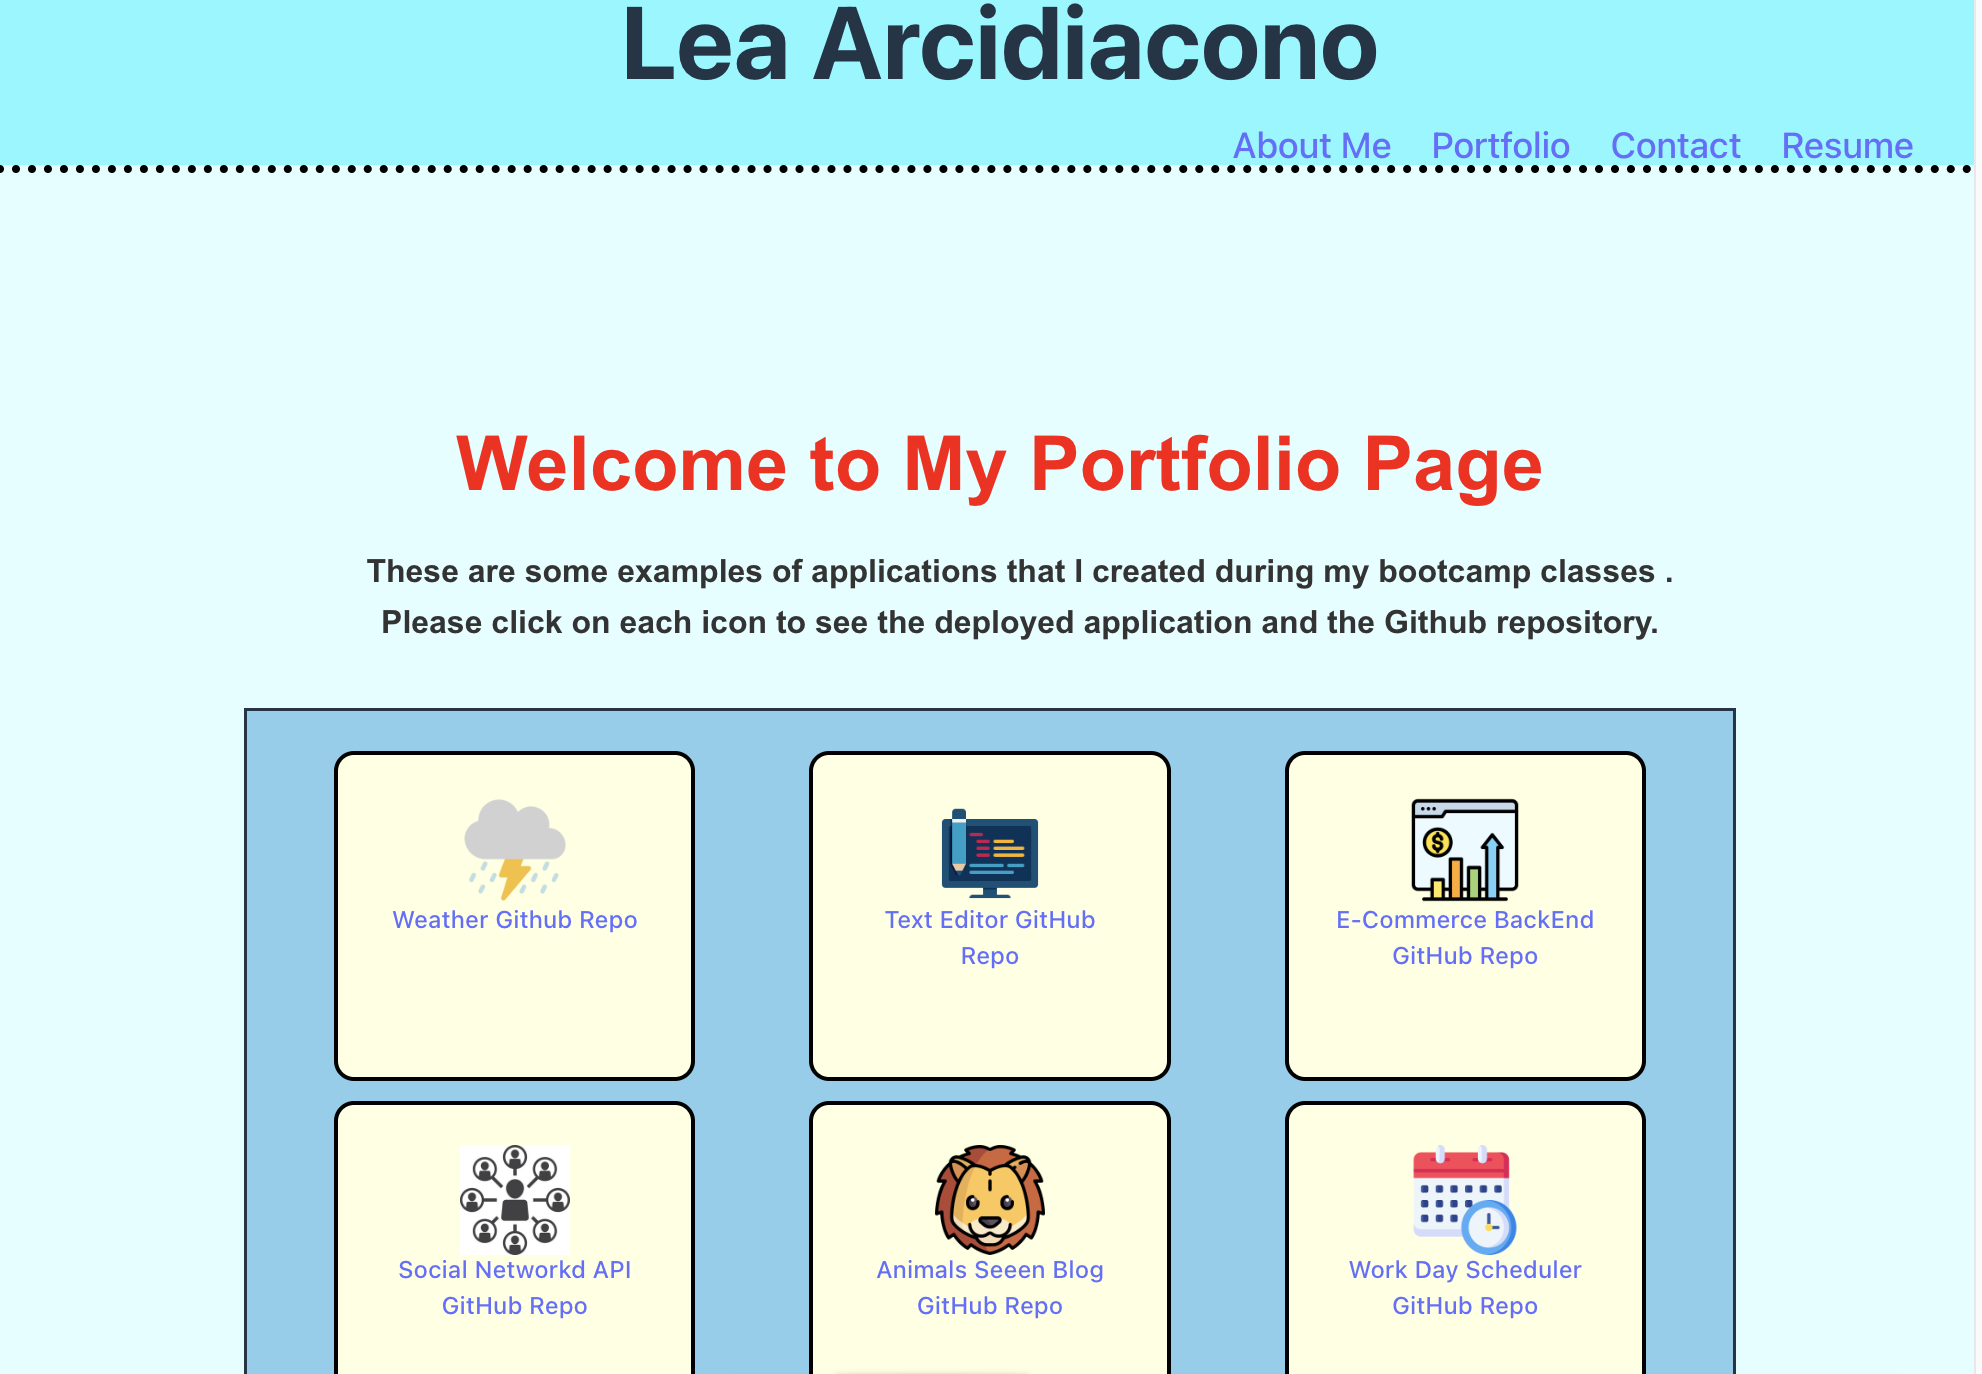 Lea Arcidiacono
About Me Portfolio Contact Resume
Welcome to My Portfolio Page
These are some examples of applications that I created during my bootcamp classes .
Please click on each icon to see the deployed application and the Github repository.
Weather Github Repo
Text Editor GitHub
Repo
E-Commerce BackEnd
GitHub Repo
Social Networkd API
GitHub Repo
Animals Seeen Blog
GitHub Repo
Work Day Scheduler
GitHub Repo